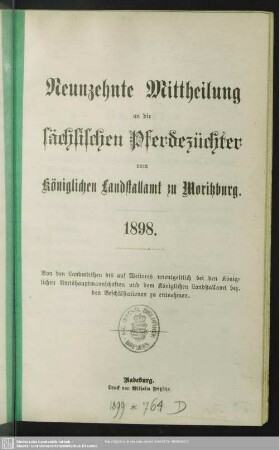 Neunzehnte Mittheilung
an die
sächsischen Pferdezüchter
vom
Königlichen Landstallamt zu Moritzburg.
1898.
Von den Landwirthen bis auf Weiteres unentgeltlich bei den König-
lichen Amtshauptmannschaften und dem Königlichen Landstallamt bez.
den Beschälstationen zu entnehmen.
Radeburg.
Druck von Wilhelm
1899 * 764 D